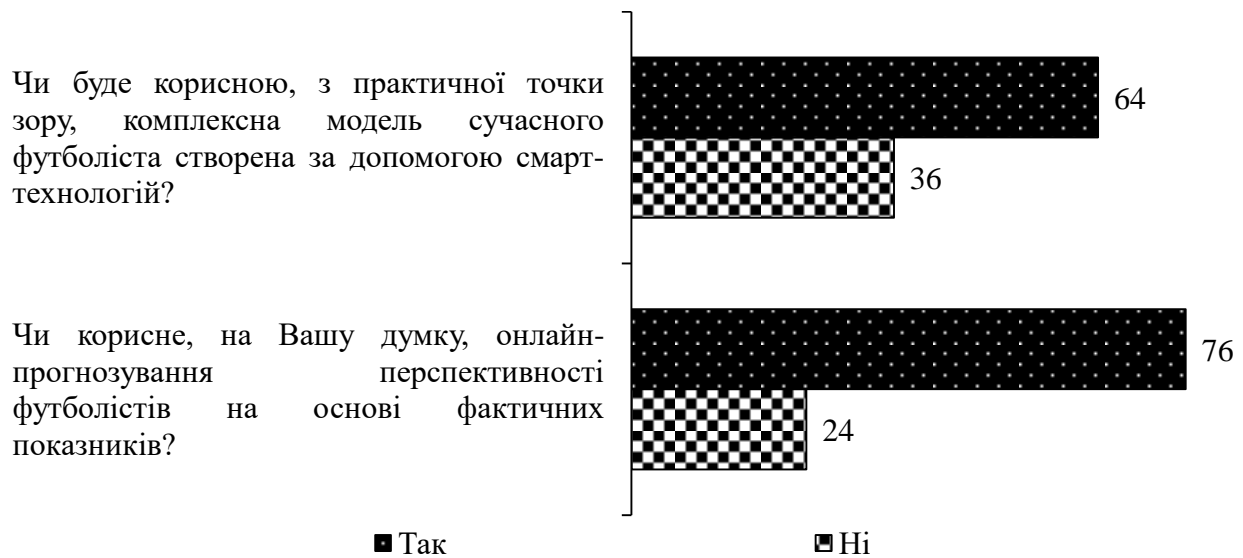 Чи буде корисною, з практичної точки
зору, комплексна модель сучасного
футболіста створена за допомогою смарт-
технологій?
64
36
Чи корисне, на Вашу думку, онлайн-
прогнозування перспективності
футболістів на основі фактичних
показників?
76
24
Так Ні